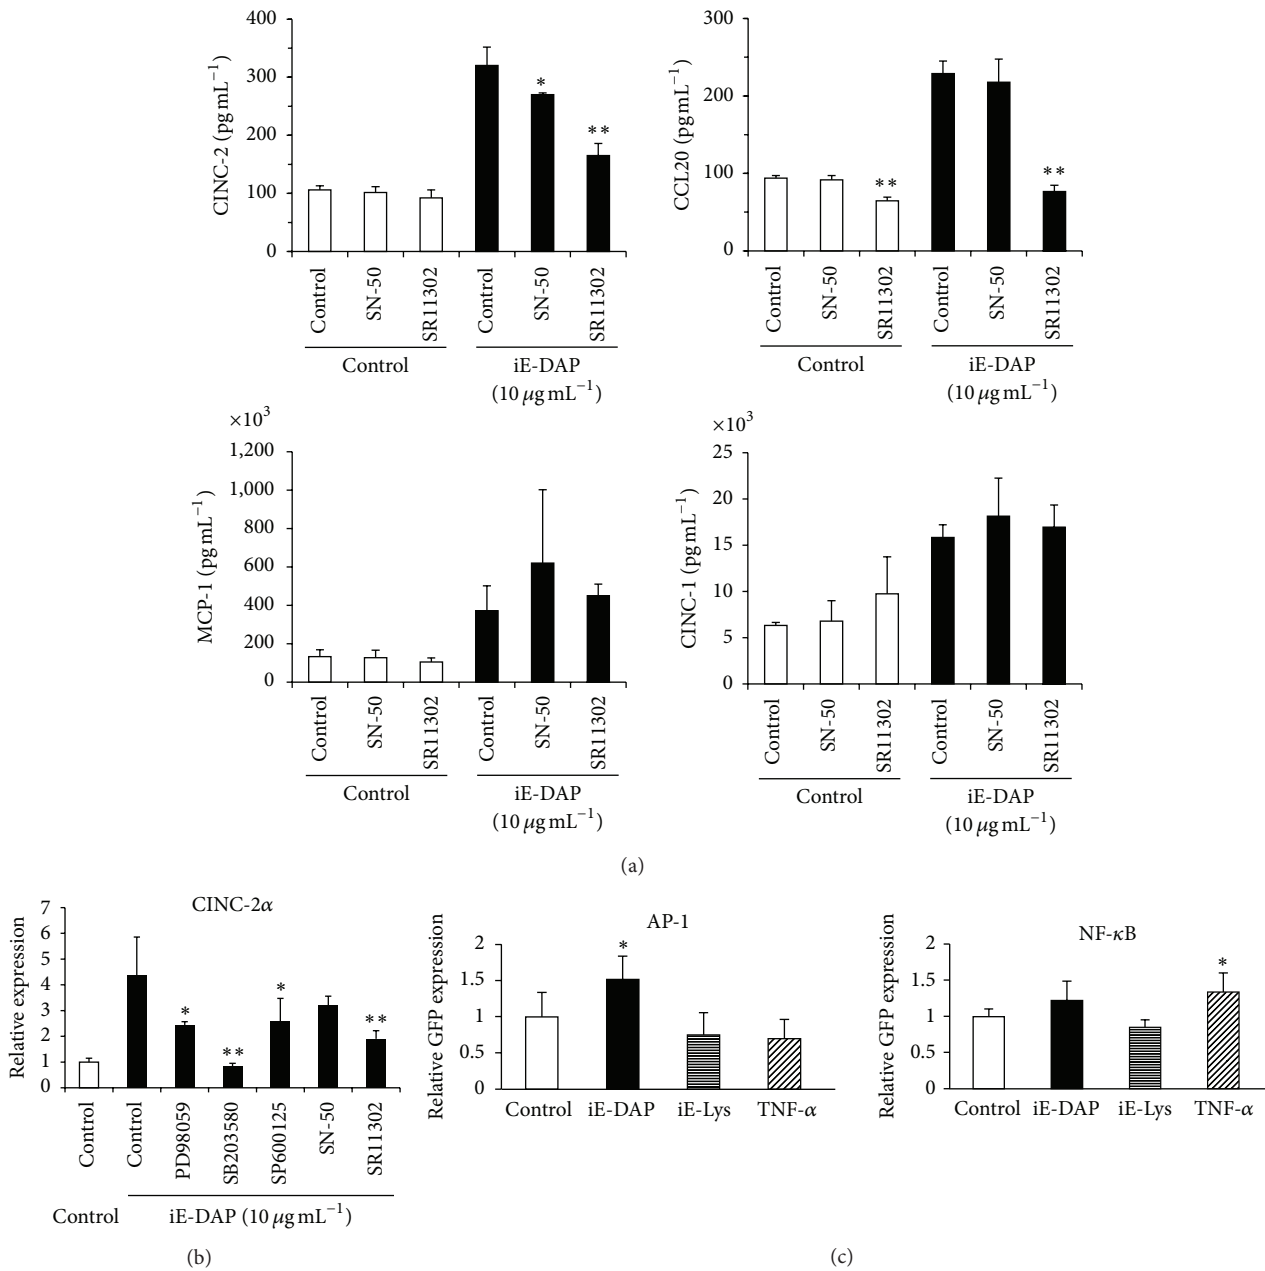 CINC-2 (pg mL⁻¹)
400
300
200
100
0
Control
SN-50
SR11302
Control
SN-50
SR11302
Control
iE-DAP
(10 μg mL⁻¹)
*
**
CCL20 (pg mL⁻¹)
300
200
100
0
Control
SN-50
SR11302
Control
SN-50
SR11302
Control
iE-DAP
(10 μg mL⁻¹)
**
**
×10³
MCP-1 (pg mL⁻¹)
1,200
1,000
800
600
400
200
0
Control
SN-50
SR11302
Control
SN-50
SR11302
Control
iE-DAP
(10 μg mL⁻¹)
×10³
CINC-1 (pg mL⁻¹)
25
20
15
10
5
0
Control
SN-50
SR11302
Control
SN-50
SR11302
Control
iE-DAP
(10 μg mL⁻¹)
(a)
CINC-2α
Relative expression
7
6
5
4
3
2
1
0
*
**
*
**
Control
Control
PD98059
SB203580
SP600125
SN-50
SR11302
Control
iE-DAP (10 μg mL⁻¹)
(b)
AP-1
Relative GFP expression
2
1.5
1
0.5
0
*
Control
iE-DAP
iE-Lys
TNF-α
NF-κB
Relative GFP expression
2
1.5
1
0.5
0
*
Control
iE-DAP
iE-Lys
TNF-α
(c)